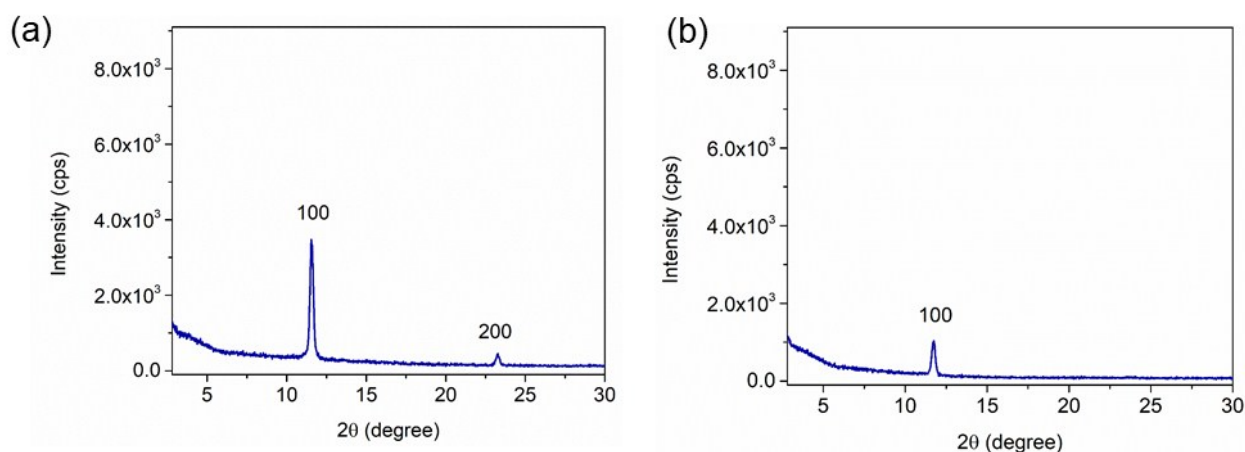 (a)
Intensity (cps)
8.0x10³
6.0x10³
4.0x10³
2.0x10³
0.0
100
200
5 10 15 20 25 30
2θ (degree)
(b)
Intensity (cps)
8.0x10³
6.0x10³
4.0x10³
2.0x10³
0.0
100
5 10 15 20 25 30
2θ (degree)